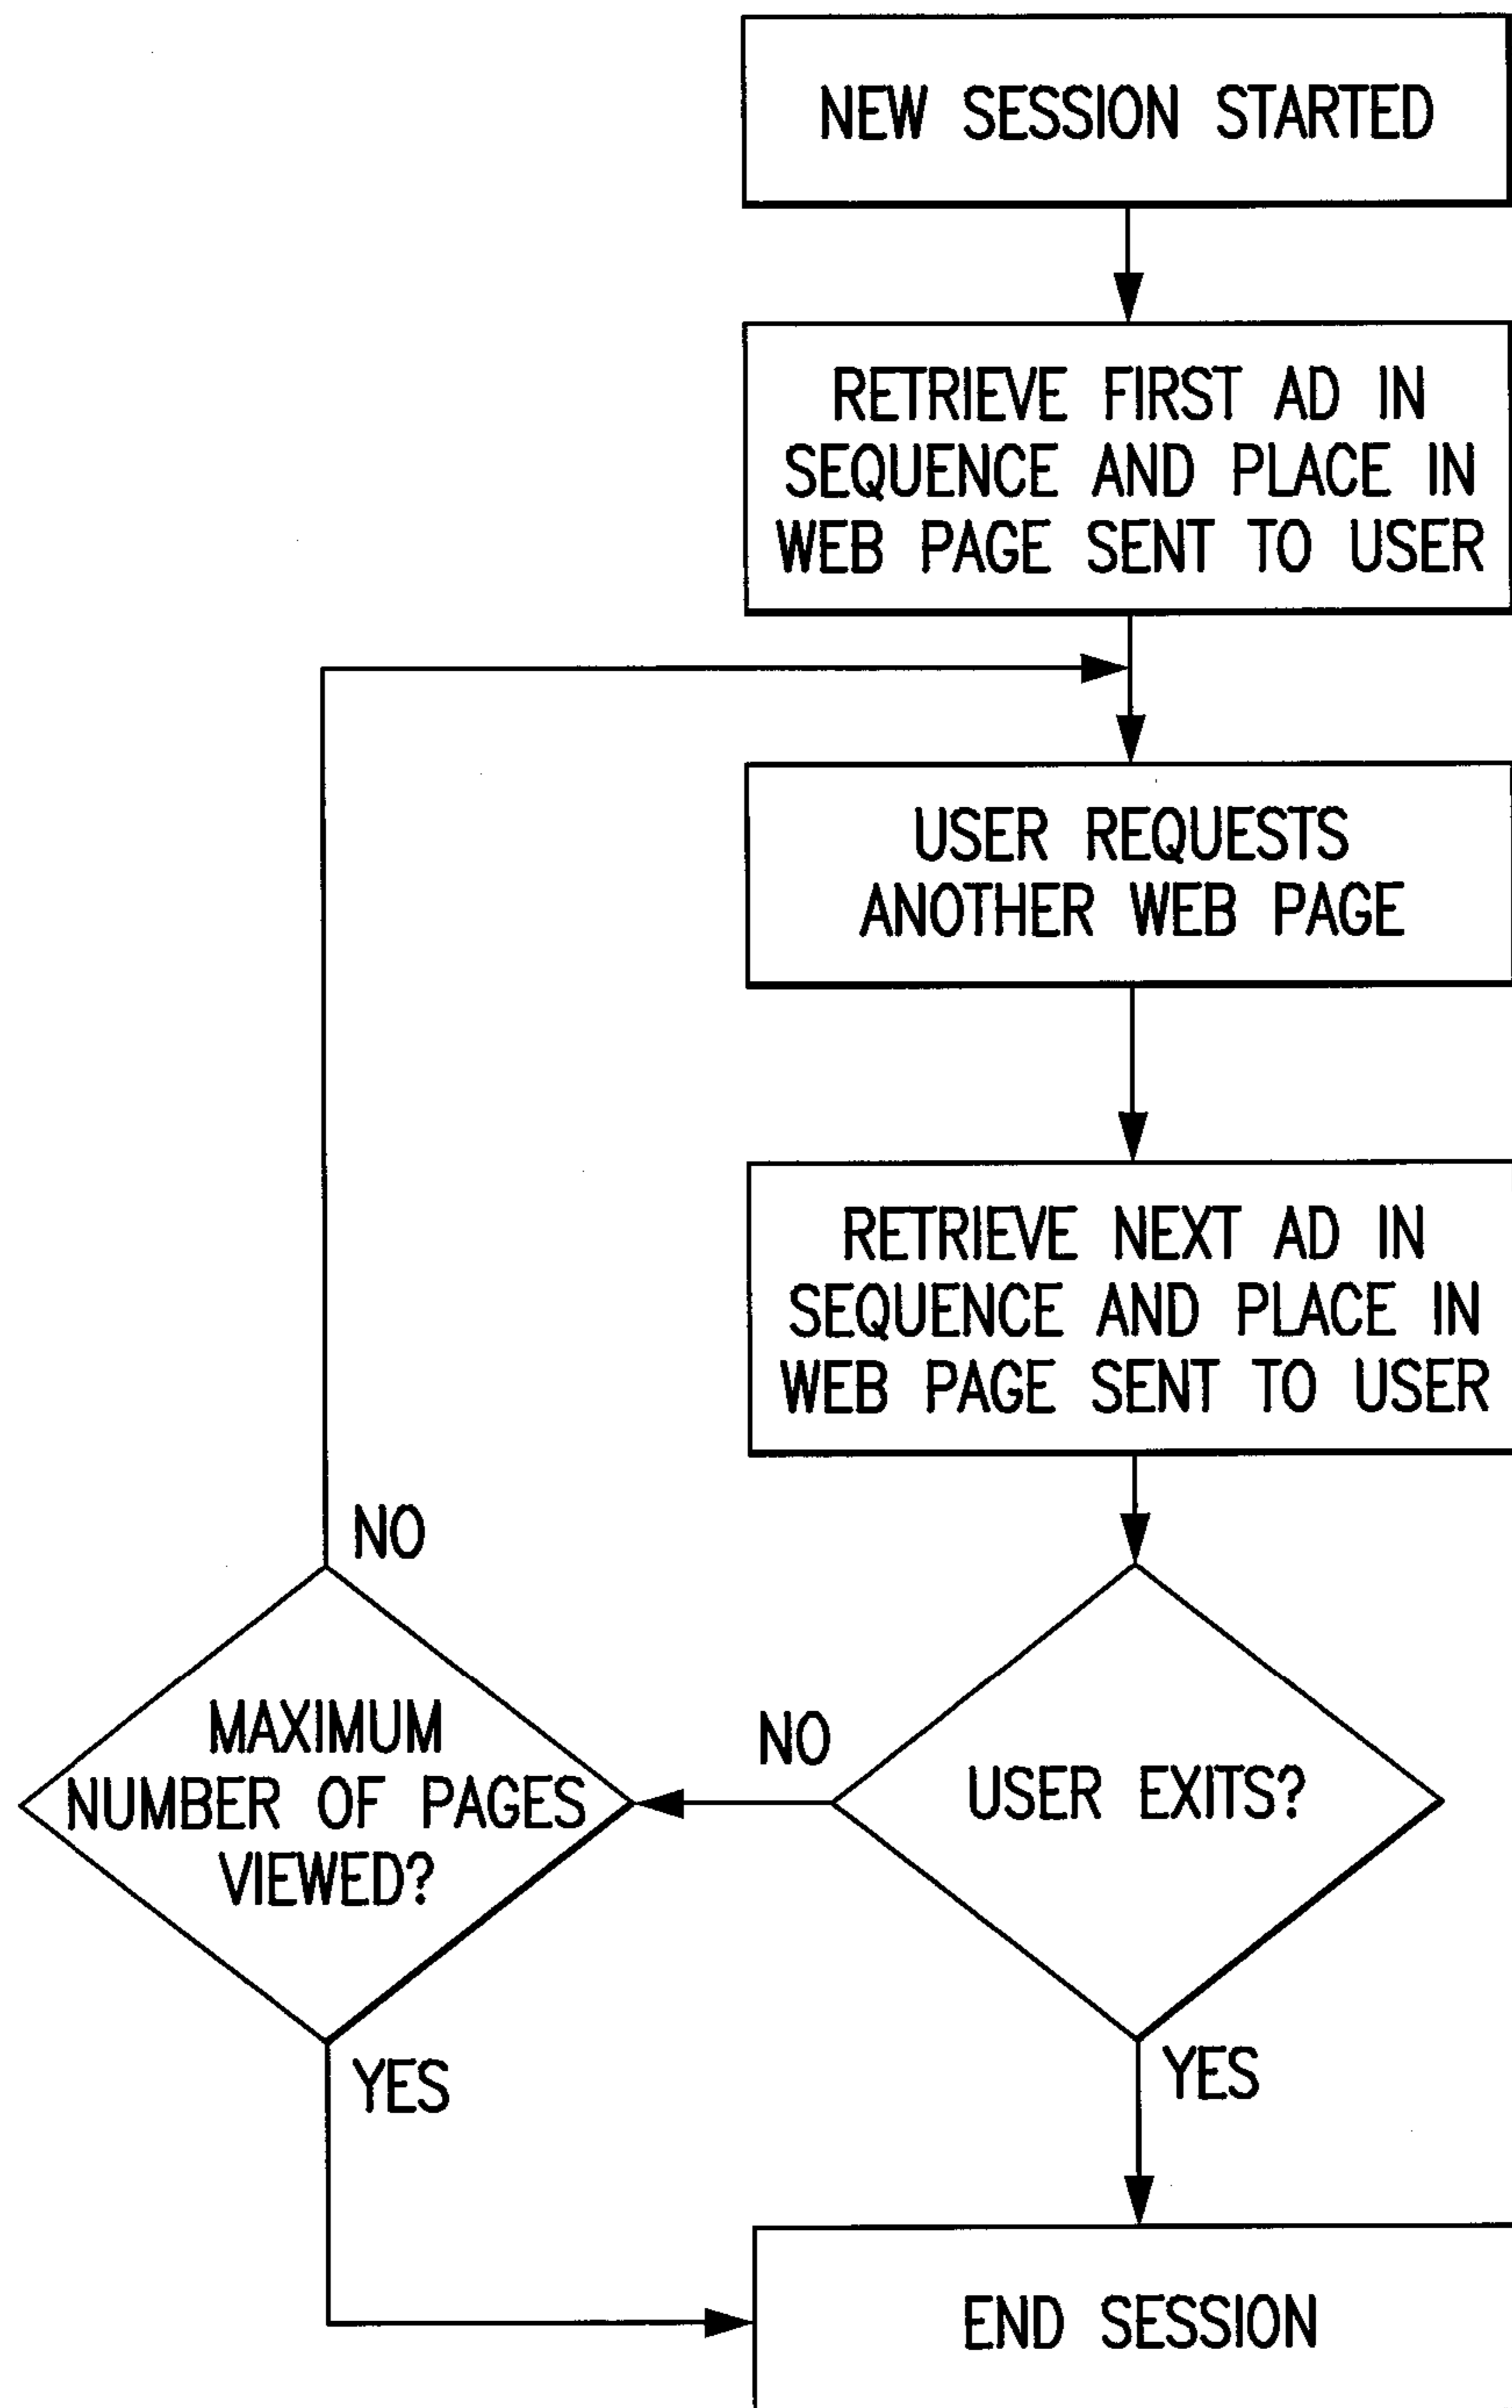 NEW SESSION STARTED
RETRIEVE FIRST AD IN
SEQUENCE AND PLACE IN
WEB PAGE SENT TO USER
USER REQUESTS
ANOTHER WEB PAGE
RETRIEVE NEXT AD IN
SEQUENCE AND PLACE IN
WEB PAGE SENT TO USER
NO
MAXIMUM
NUMBER OF PAGES
VIEWED?
NO
USER EXITS?
YES
YES
END SESSION